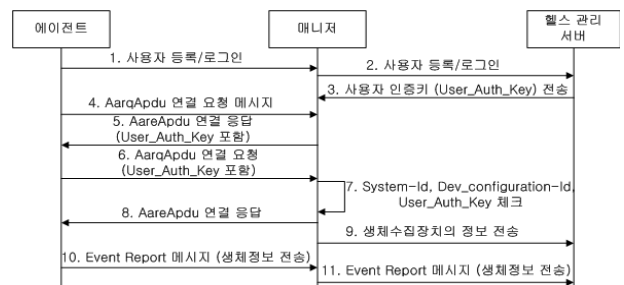 에이전트
매니저
헬스 관리
서버
1. 사용자 등록/로그인
2. 사용자 등록/로그인
3. 사용자 인증키 (User_Auth_Key) 전송
4. AarqApdu 연결 요청 메시지
5. AareApdu 연결 응답
(User_Auth_Key 포함)
6. AarqApdu 연결 요청
(User_Auth_Key 포함)
7. System-Id, Dev_configuration-Id,
User_Auth_Key 체크
8. AareApdu 연결 응답
9. 생체수집장치의 정보 전송
10. Event Report 메시지 (생체정보 전송)
11. Event Report 메시지 (생체정보 전송)